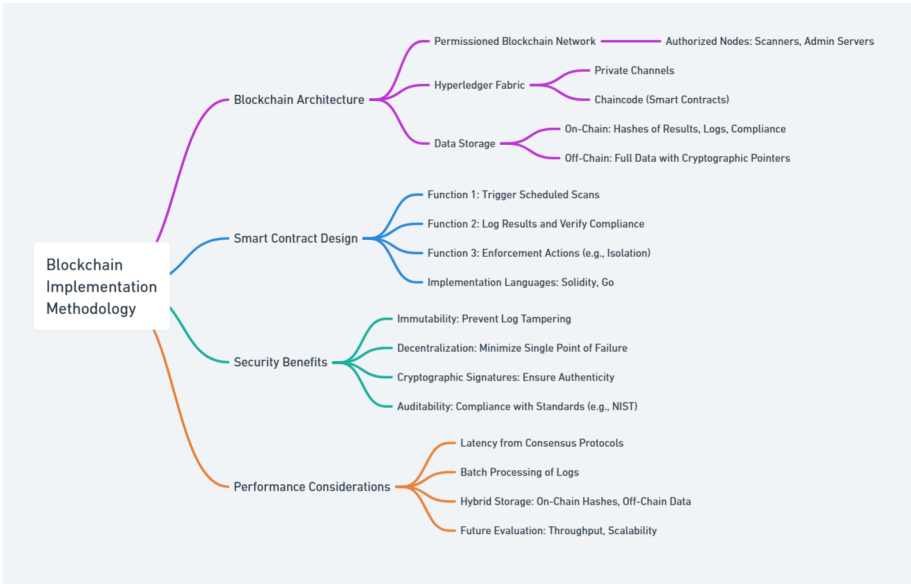 Blockchain
Implementation
Methodology
Blockchain Architecture
Permissioned Blockchain Network
Authorized Nodes: Scanners, Admin Servers
Hyperledger Fabric
Private Channels
Chaincode (Smart Contracts)
Data Storage
On-Chain: Hashes of Results, Logs, Compliance
Off-Chain: Full Data with Cryptographic Pointers
Smart Contract Design
Function 1: Trigger Scheduled Scans
Function 2: Log Results and Verify Compliance
Function 3: Enforcement Actions (e.g., Isolation)
Implementation Languages: Solidity, Go
Security Benefits
Immutability: Prevent Log Tampering
Decentralization: Minimize Single Point of Failure
Cryptographic Signatures: Ensure Authenticity
Auditability: Compliance with Standards (e.g., NIST)
Performance Considerations
Latency from Consensus Protocols
Batch Processing of Logs
Hybrid Storage: On-Chain Hashes, Off-Chain Data
Future Evaluation: Throughput, Scalability